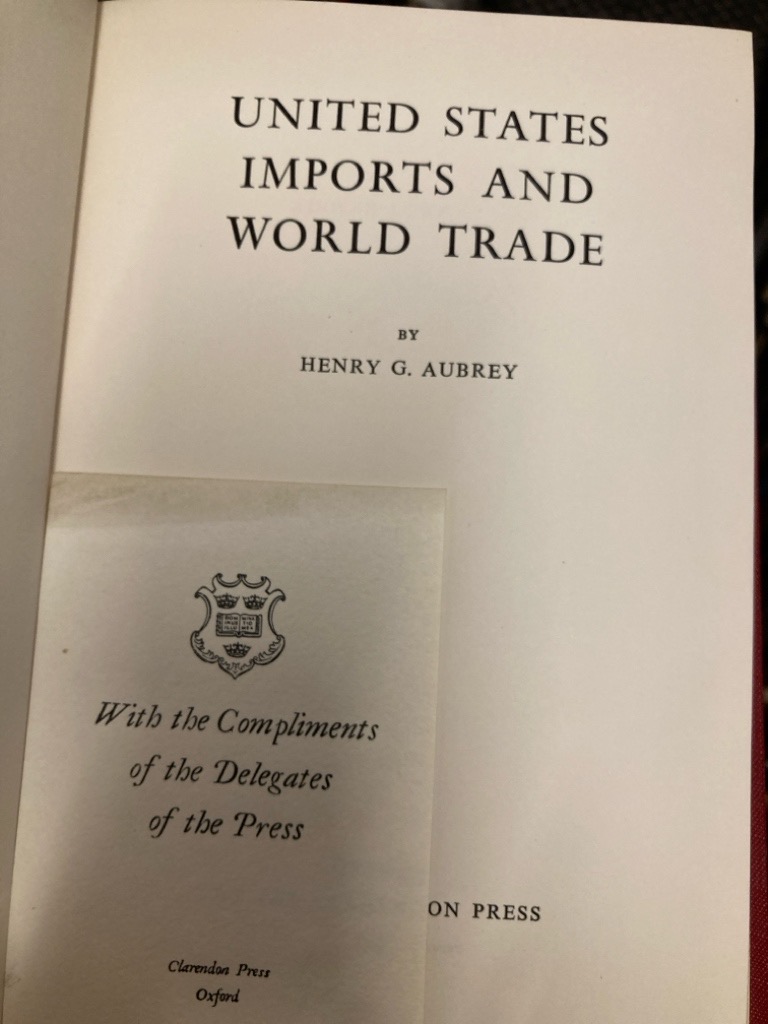 UNITED STATES
IMPORTS AND
WORLD TRADE
BY
HENRY G. AUBREY
With the Compliments
of the Delegates
of the Press
Clarendon Press
Oxford
ON PRESS